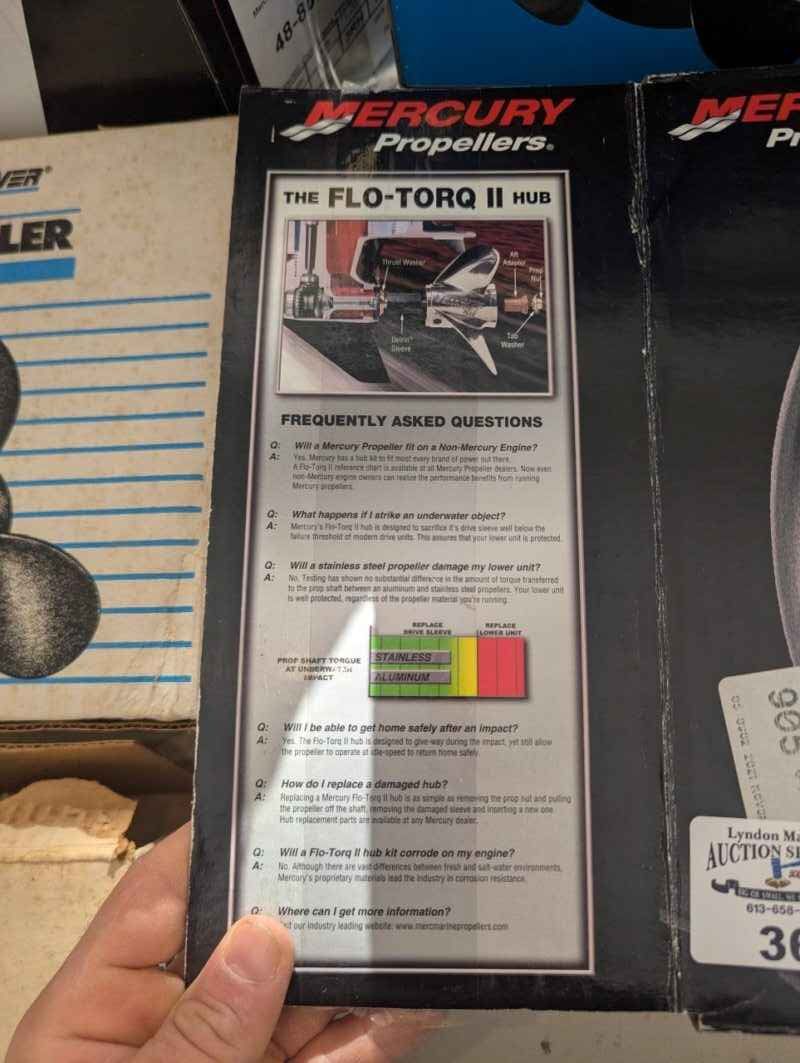 48-8
MERCURY
Propellers®
THE FLO-TORQ II HUB
Thrust Washer
Aft
Adapter
Prop
Nut
Delrin®
Sleeve
Tab
Washer
FREQUENTLY ASKED QUESTIONS
Q: Will a Mercury Propeller fit on a Non-Mercury Engine?
A: Yes. Mercury has a hub kit to fit most every brand of power out there.
A Flo-Torq II reference chart is available at all Mercury Propeller dealers. Now even
non-Mercury engine owners can realize the performance benefits from running
Mercury propellers.
Q: What happens if I strike an underwater object?
A: Mercury's Flo-Torq II hub is designed to sacrifice it's drive sleeve well below the
failure threshold of modern drive units. This assures that your lower unit is protected.
Q: Will a stainless steel propeller damage my lower unit?
A: No. Testing has shown no substantial difference in the amount of torque transferred
to the prop shaft between an aluminum and stainless steel propellers. Your lower unit
is well protected, regardless of the propeller material you're running.
REPLACE
DRIVE SLEEVE
REPLACE
LOWER UNIT
PROP SHAFT TORQUE
AT UNDERWATER
IMPACT
STAINLESS
ALUMINUM
Q: Will I be able to get home safely after an impact?
A: Yes. The Flo-Torq II hub is designed to give-way during the impact, yet still allow
the propeller to operate at idle-speed to return home safely.
Q: How do I replace a damaged hub?
A: Replacing a Mercury Flo-Torq II hub is as simple as removing the prop nut and pulling
the propeller off the shaft, removing the damaged sleeve and inserting a new one.
Hub replacement parts are available at any Mercury dealer.
Q: Will a Flo-Torq II hub kit corrode on my engine?
A: No. Although there are vast differences between fresh and salt-water environments,
Mercury's proprietary materials lead the industry in corrosion resistance.
Q: Where can I get more information?
our industry leading website: www.mercmarinepropellers.com
MER
P
VER®
LER
905
Lyndon Ma
AUCTION SE
613-658-
36